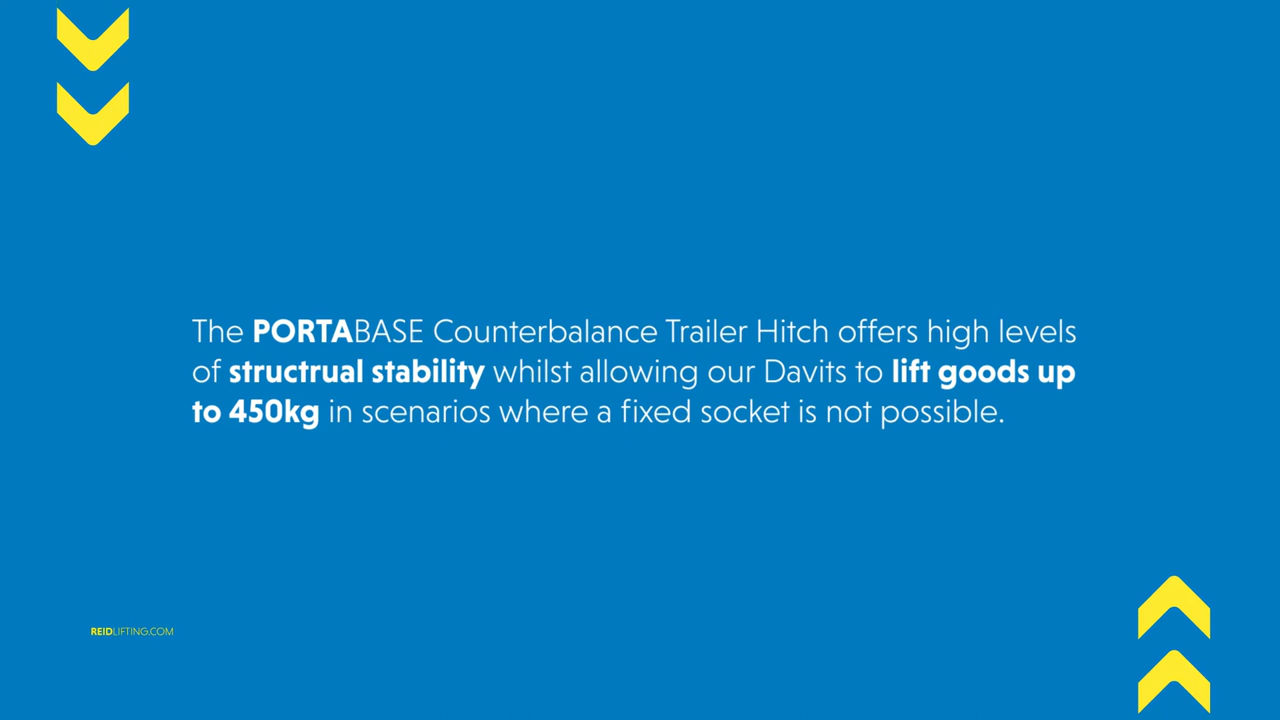 The PORTABASE Counterbalance Trailer Hitch offers high levels
of structrual stability whilst allowing our Davits to lift goods up
to 450kg in scenarios where a fixed socket is not possible.
REIDLIFTING.COM